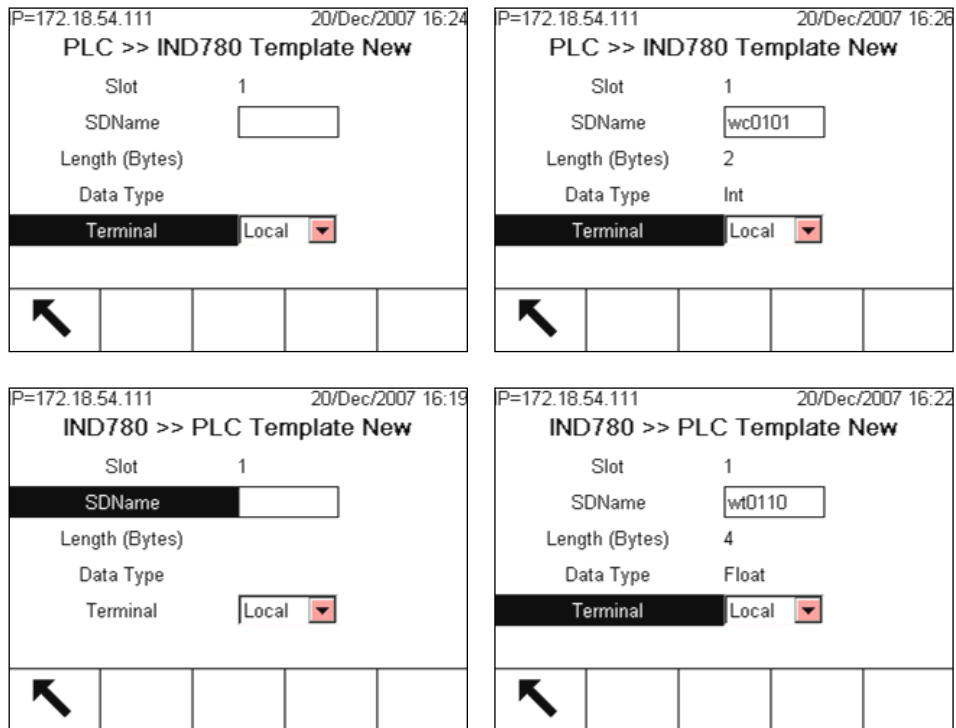 IP=172.18.54.111 20/Dec/2007 16:24
PLC >> IND780 Template New
Slot 1
SDName
Length (Bytes)
Data Type
Terminal Local
IP=172.18.54.111 20/Dec/2007 16:26
PLC >> IND780 Template New
Slot 1
SDName wc0101
Length (Bytes) 2
Data Type Int
Terminal Local
IP=172.18.54.111 20/Dec/2007 16:19
IND780 >> PLC Template New
Slot 1
SDName
Length (Bytes)
Data Type
Terminal Local
IP=172.18.54.111 20/Dec/2007 16:22
IND780 >> PLC Template New
Slot 1
SDName wt0110
Length (Bytes) 4
Data Type Float
Terminal Local